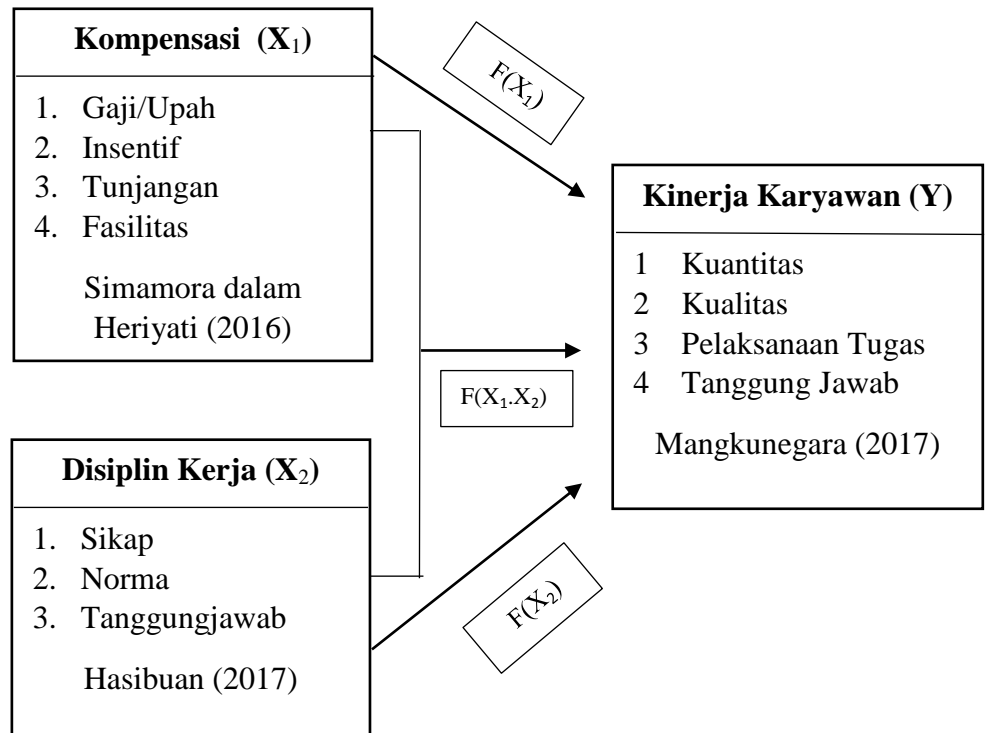 Kompensasi (X₁)
1. Gaji/Upah
2. Insentif
3. Tunjangan
4. Fasilitas
Simamora dalam
Heriyati (2016)
F(X₁)
Kinerja Karyawan (Y)
1 Kuantitas
2 Kualitas
3 Pelaksanaan Tugas
4 Tanggung Jawab
Mangkunegara (2017)
F(X₁.X₂)
Disiplin Kerja (X₂)
1. Sikap
2. Norma
3. Tanggungjawab
Hasibuan (2017)
F(X₂)